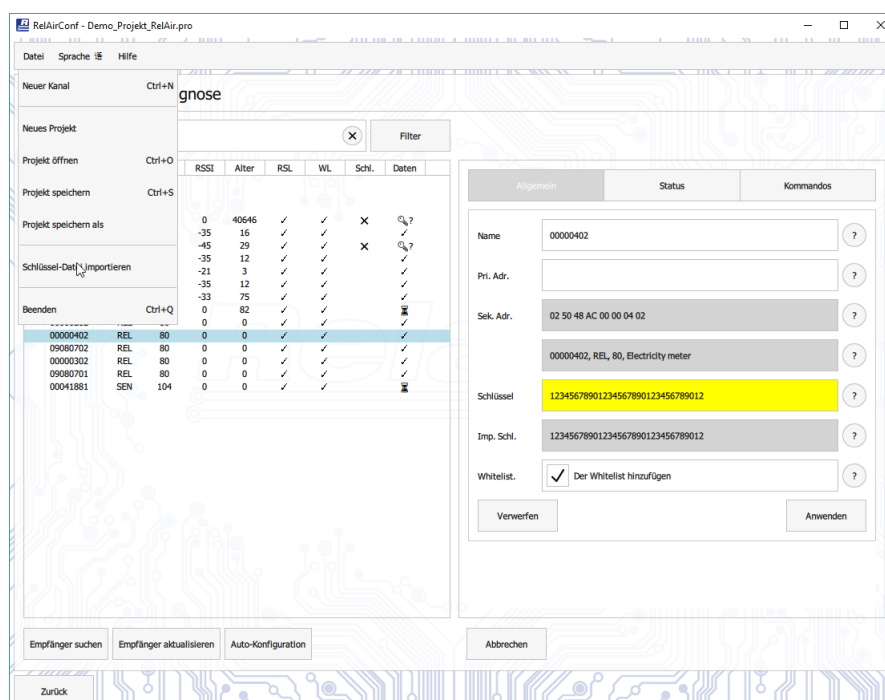 RelAirConf - Demo_Projekt_RelAir.pro
Datei Sprache 语 Hilfe
Neuer Kanal Ctrl+N
Neues Projekt
Projekt öffnen Ctrl+O
Projekt speichern Ctrl+S
Projekt speichern als
Schlüssel-Datei importieren
Beenden Ctrl+Q
gnose
Filter
RSSI Alter RSL WL Schl. Daten
0 40646 ✓ ✓ ✕ ?
-35 16 ✓ ✓ ✓
-45 29 ✓ ✓ ✕ ?
-35 12 ✓ ✓ ✓
-21 3 ✓ ✓ ✓
-35 12 ✓ ✓ ✓
-33 75 ✓ ✓ ✓
0 82 ✓ ✓
0 0 ✓ ✓ ✓
00000402 REL 80 0 0 ✓ ✓ ✓
09080702 REL 80 0 0 ✓ ✓ ✓
00000302 REL 80 0 0 ✓ ✓ ✓
09080701 REL 80 0 0 ✓ ✓ ✓
00041881 SEN 104 0 0 ✓ ✓
Allgemein Status Kommandos
Name 00000402 ?
Pri. Adr. ?
Sek. Adr. 02 50 48 AC 00 00 04 02 ?
00000402, REL, 80, Electricity meter ?
Schlüssel 12345678901234567890123456789012 ?
Imp. Schl. 12345678901234567890123456789012 ?
Whitelist. ✓ Der Whitelist hinzufügen ?
Verwerfen Anwenden
Empfänger suchen Empfänger aktualisieren Auto-Konfiguration Abbrechen
Zurück